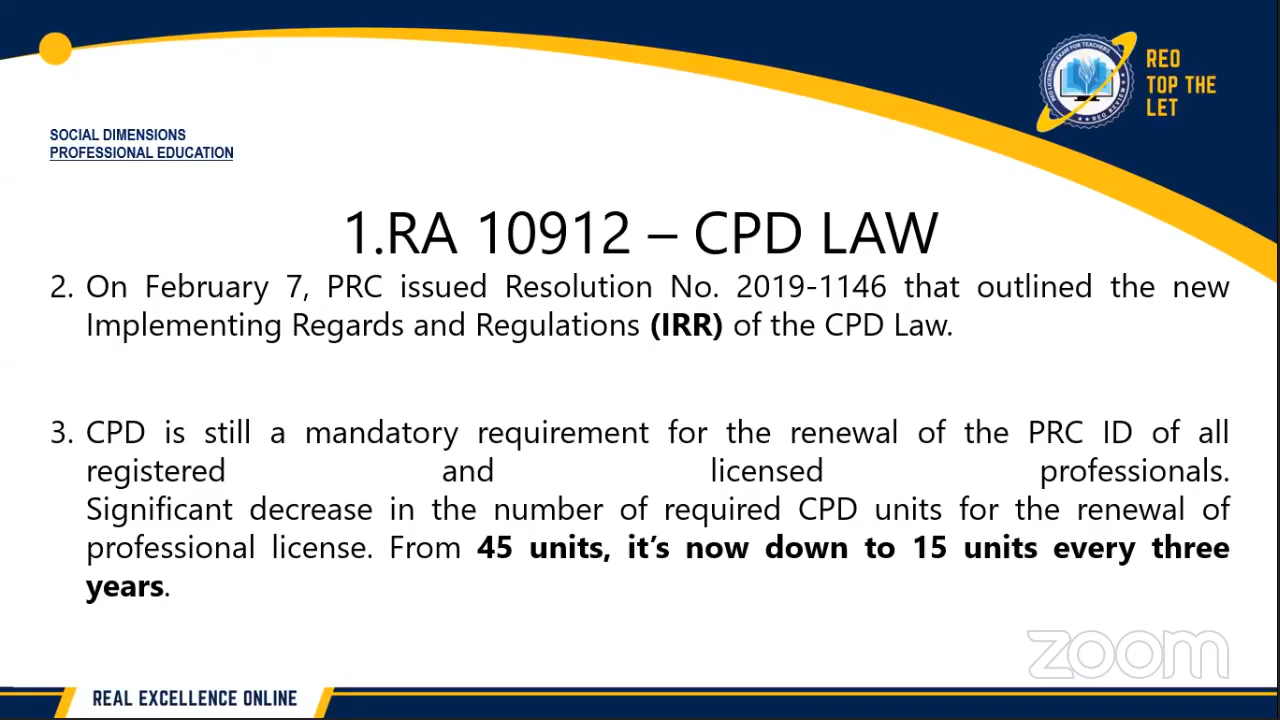 REO
TOP THE
LET
SOCIAL DIMENSIONS
PROFESSIONAL EDUCATION
1.RA 10912 – CPD LAW
2. On February 7, PRC issued Resolution No. 2019-1146 that outlined the new
Implementing Regards and Regulations (IRR) of the CPD Law.
3. CPD is still a mandatory requirement for the renewal of the PRC ID of all
registered and licensed professionals.
Significant decrease in the number of required CPD units for the renewal of
professional license. From 45 units, it's now down to 15 units every three
years.
zoom
REAL EXCELLENCE ONLINE